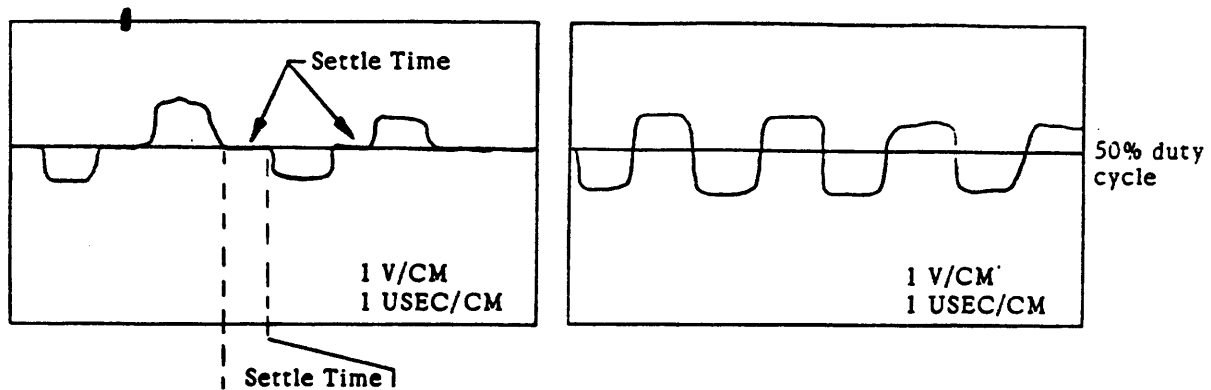 Settle Time
1 V/CM
1 USEC/CM
Settle Time
50% duty
cycle
1 V/CM
1 USEC/CM